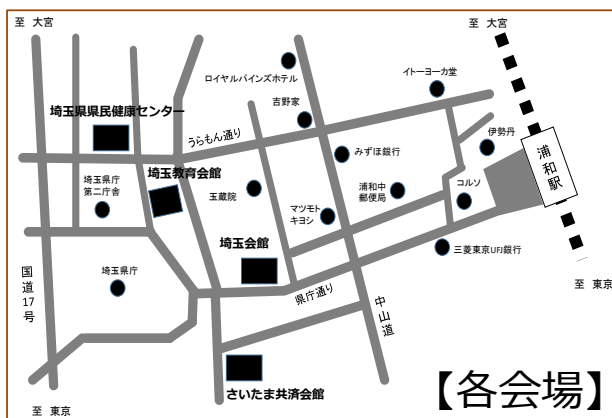 至 大宮
至 大宮
ロイヤルパインズホテル
イトーヨーカ堂
吉野家
埼玉県県民健康センター
うらもん通り
伊勢丹
みずほ銀行
浦和駅
埼玉教育会館
埼玉県庁
第二庁舎
玉蔵院
浦和中
郵便局
コルソ
マツモト
キヨシ
埼玉会館
三菱東京UFJ銀行
国道17号
埼玉県庁
県庁通り
中山道
至 東京
さいたま共済会館
【各会場】
至 東京